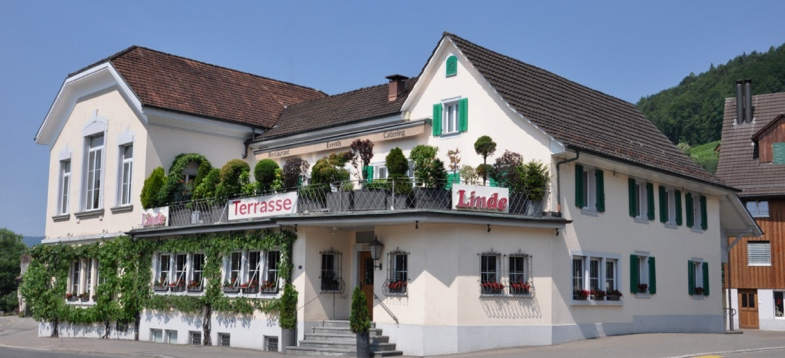 Restaurant Events Catering
Linde
Terrasse
Linde